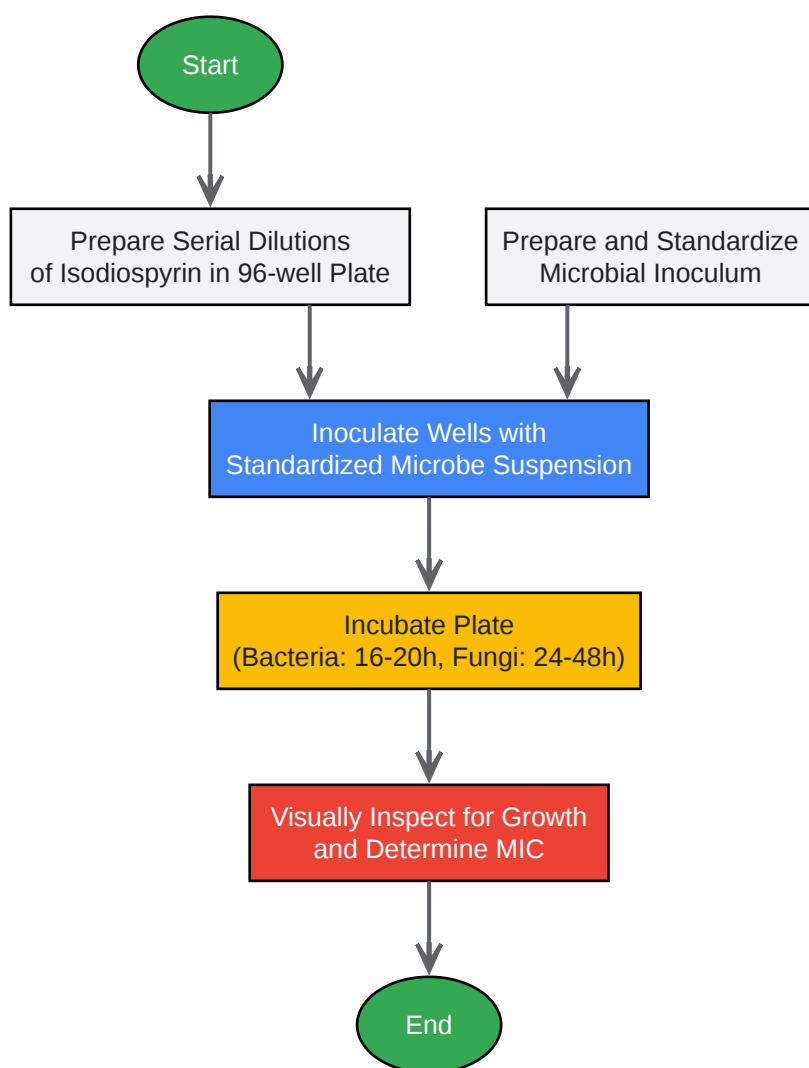 Start
Prepare Serial Dilutions
of Isodiospyrin in 96-well Plate
Prepare and Standardize
Microbial Inoculum
Inoculate Wells with
Standardized Microbe Suspension
Incubate Plate
(Bacteria: 16-20h, Fungi: 24-48h)
Visually Inspect for Growth
and Determine MIC
End